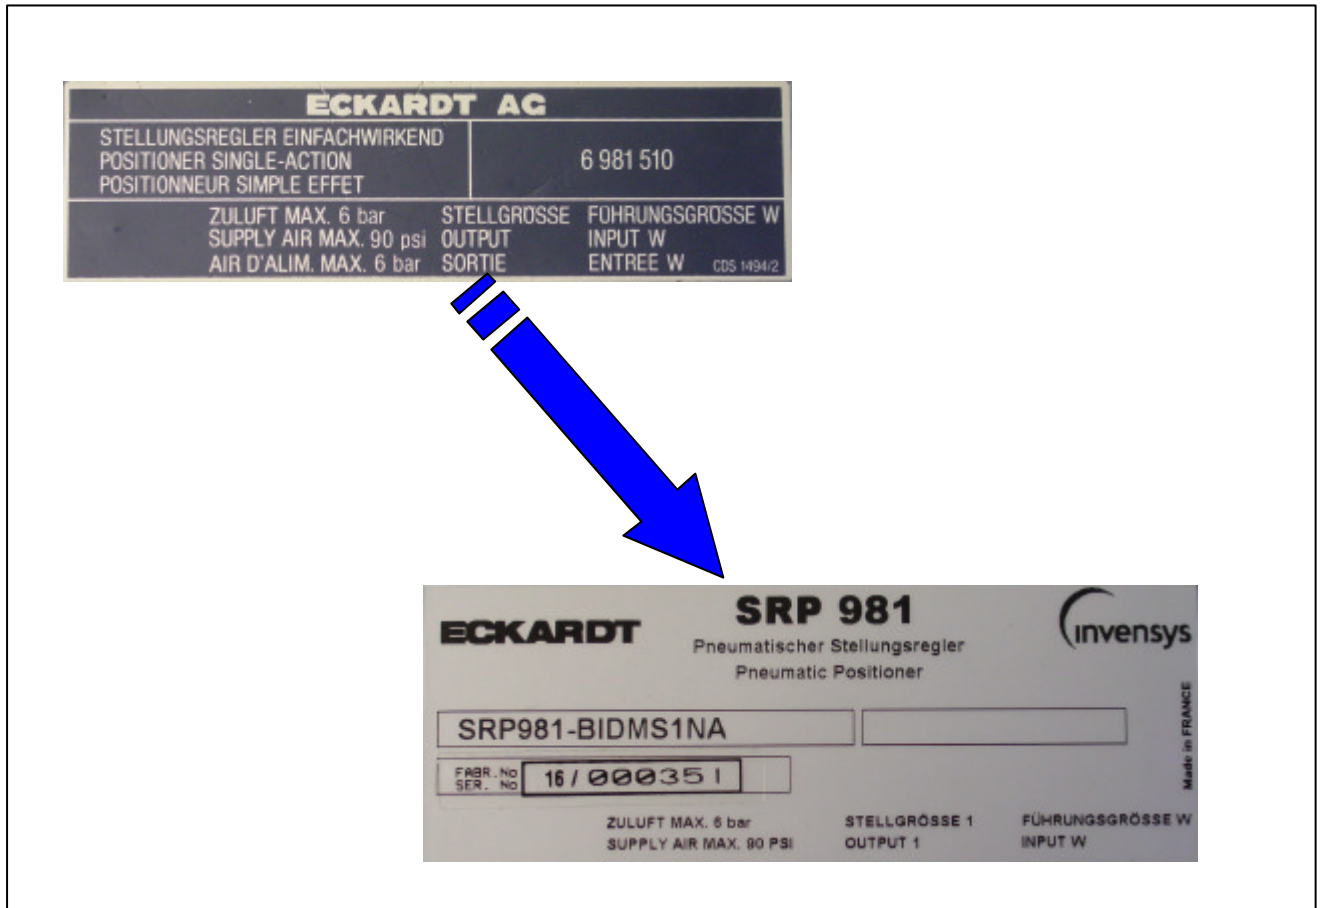 ECKARDT AG
STELLUNGSREGLER EINFACHWIRKEND
POSITIONER SINGLE-ACTION
POSITIONNEUR SIMPLE EFFET
6 981 510
ZULUFT MAX. 6 bar STELLGRÖSSE FÜHRUNGSGRÖSSE W
SUPPLY AIR MAX. 90 psi OUTPUT INPUT W
AIR D'ALIM. MAX. 6 bar SORTIE ENTREE W CDS 1494/2
ECKARDT
SRP 981
Pneumatischer Stellungsregler
Pneumatic Positioner
invensys
Made in FRANCE
SRP981-BIDMS1NA
FABR.No
SER. No
16 / 000351
ZULUFT MAX. 6 bar STELLGRÖSSE 1 FÜHRUNGSGRÖSSE W
SUPPLY AIR MAX. 90 PSI OUTPUT 1 INPUT W